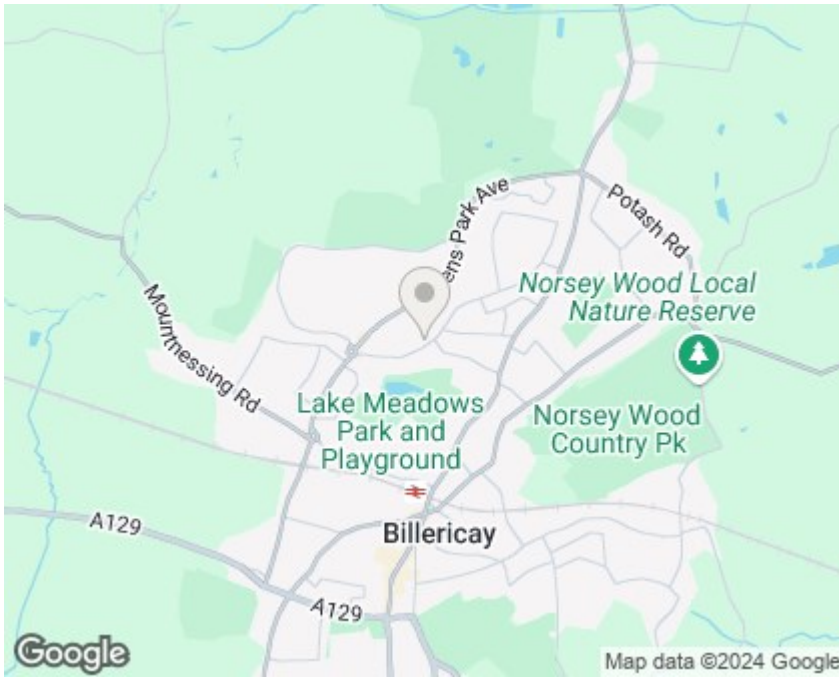 ens Park Ave
Potash Rd
Norsey Wood Local
Nature Reserve
Mountnessing Rd
Lake Meadows
Park and
Playground
Norsey Wood
Country Pk
A129
Billericay
A129
Google
Map data ©2024 Google